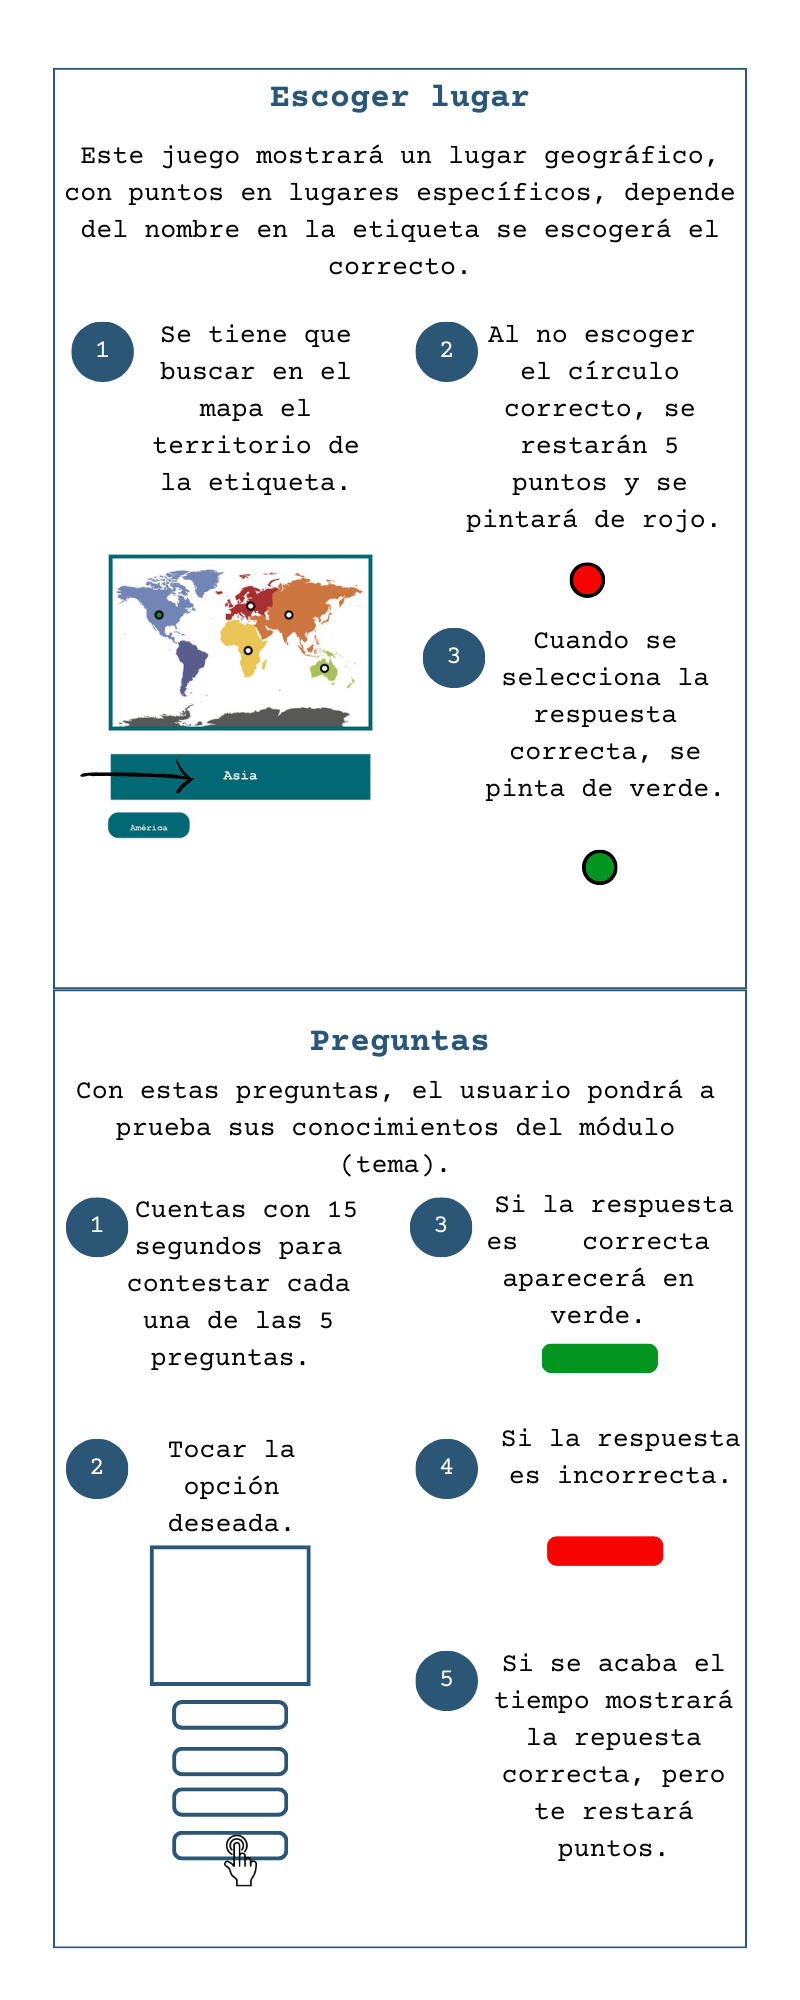 Escoger lugar
Este juego mostrará un lugar geográfico,
con puntos en lugares específicos, depende
del nombre en la etiqueta se escogerá el
correcto.
1
Se tiene que
buscar en el
mapa el
territorio de
la etiqueta.
Asia
América
2
Al no escoger
el círculo
correcto, se
restarán 5
puntos y se
pintará de rojo.
3
Cuando se
selecciona la
respuesta
correcta, se
pinta de verde.
Preguntas
Con estas preguntas, el usuario pondrá a
prueba sus conocimientos del módulo
(tema).
1
Cuentas con 15
segundos para
contestar cada
una de las 5
preguntas.
2
Tocar la
opción
deseada.
3
Si la respuesta
es correcta
aparecerá en
verde.
4
Si la respuesta
es incorrecta.
5
Si se acaba el
tiempo mostrará
la repuesta
correcta, pero
te restará
puntos.